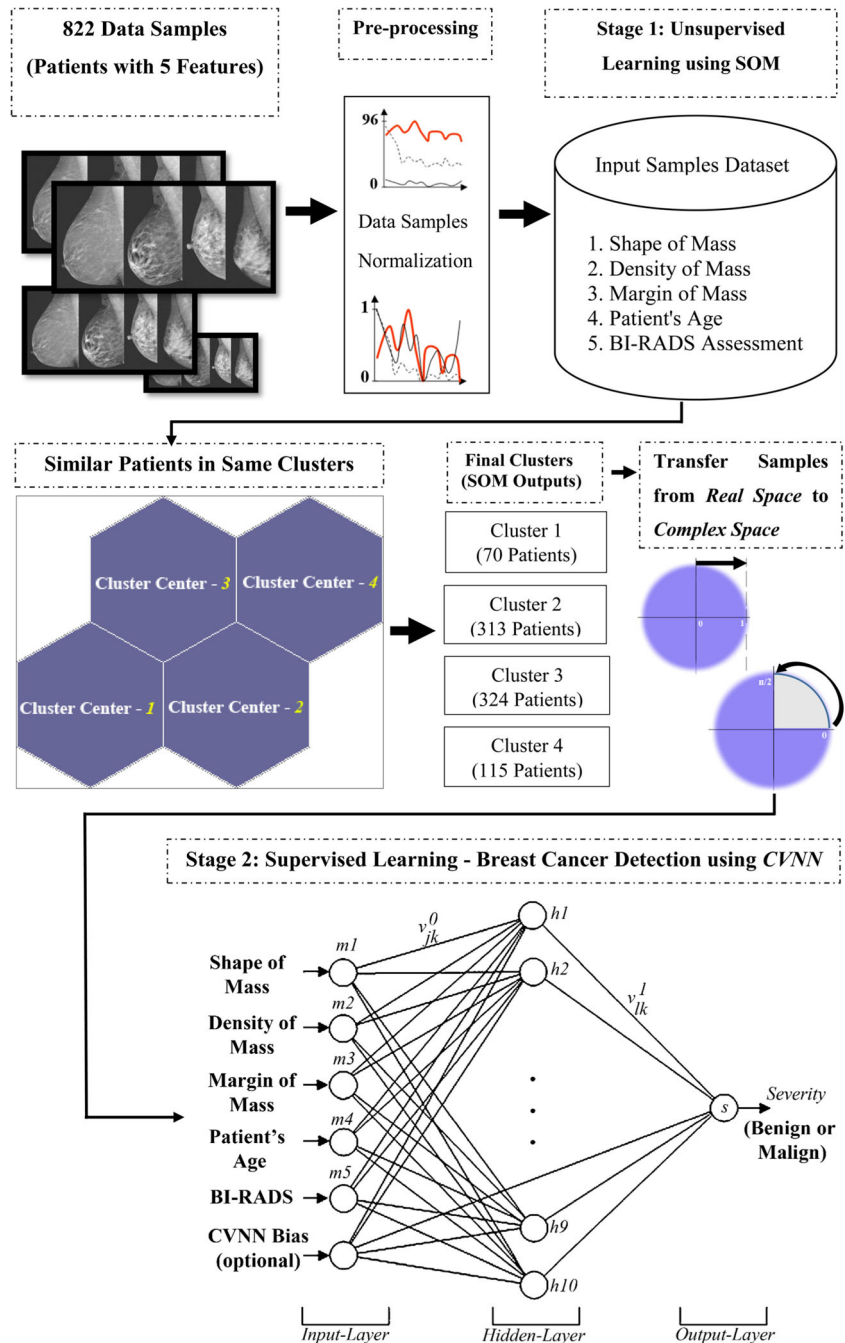 822 Data Samples
(Patients with 5 Features)
Pre-processing
Stage 1: Unsupervised
Learning using SOM
96
0
Data Samples
Normalization
1
0
Input Samples Dataset
1. Shape of Mass
2. Density of Mass
3. Margin of Mass
4. Patient's Age
5. BI-RADS Assessment
Similar Patients in Same Clusters
Cluster Center - 3
Cluster Center - 4
Cluster Center - 1
Cluster Center - 2
Final Clusters
(SOM Outputs)
Cluster 1
(70 Patients)
Cluster 2
(313 Patients)
Cluster 3
(324 Patients)
Cluster 4
(115 Patients)
Transfer Samples
from Real Space to
Complex Space
0 1
π/2
0
Stage 2: Supervised Learning - Breast Cancer Detection using CVNN
Shape of
Mass
Density of
Mass
Margin of
Mass
Patient’s
Age
BI-RADS
CVNN Bias
(optional)
m1
m2
m3
m4
m5
v⁰jk
h1
h2
h9
h10
v¹lk
s
Severity
(Benign or
Malign)
Input-Layer
Hidden-Layer
Output-Layer